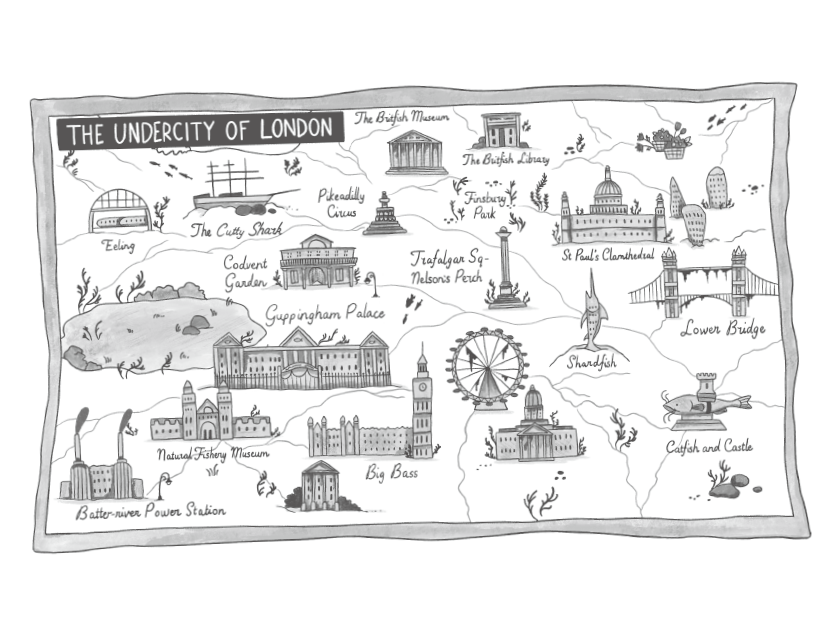 THE UNDERCITY OF LONDON
The Britfish Museum
The Britfish Library
Pikeadilly
Circus
Finsbury
Park
Eeling
The Cutty Shark
Codvent
Garden
Trafalgar Sq-
Nelson's Perch
St Paul's Clamthedral
Guppingham Palace
Lower Bridge
Shardfish
Natural Fishery Museum
Big Bass
Catfish and Castle
Batter-river Power Station